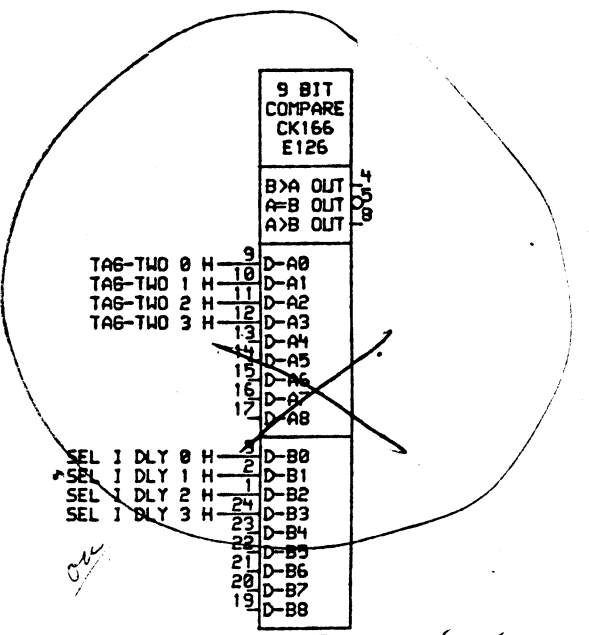 9 BIT
COMPARE
CK166
E126
B>A OUT 4
A=B OUT 5
A>B OUT 8
TAG-TWO 0 H 9 D-A0
TAG-TWO 1 H 10 D-A1
TAG-TWO 2 H 11 D-A2
TAG-TWO 3 H 12 D-A3
13 D-A4
14 D-A5
15 D-A6
16 D-A7
17 D-A8
SEL I DLY 0 H 3 D-B0
SEL I DLY 1 H 2 D-B1
SEL I DLY 2 H 1 D-B2
SEL I DLY 3 H 24 D-B3
23 D-B4
22 D-B5
21 D-B6
20 D-B7
19 D-B8